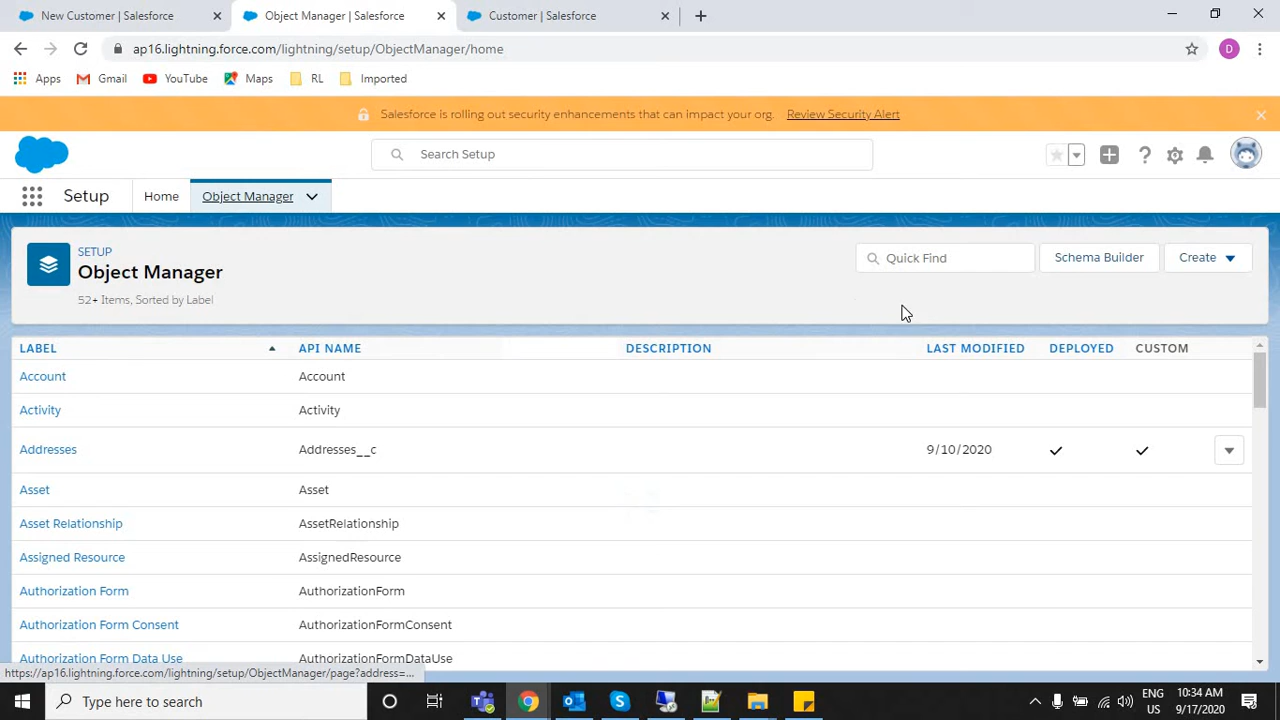 New Customer | Salesforce
Object Manager | Salesforce
Customer | Salesforce
ap16.lightning.force.com/lightning/setup/ObjectManager/home
D
Apps
Gmail
YouTube
Maps
RL
Imported
Salesforce is rolling out security enhancements that can impact your org. Review Security Alert
Search Setup
Setup
Home
Object Manager
SETUP
Object Manager
52+ Items, Sorted by Label
Quick Find
Schema Builder
Create
LABEL API NAME DESCRIPTION LAST MODIFIED DEPLOYED CUSTOM
Account Account
Activity Activity
Addresses Addresses__c 9/10/2020
Asset Asset
Asset Relationship AssetRelationship
Assigned Resource AssignedResource
Authorization Form AuthorizationForm
Authorization Form Consent AuthorizationFormConsent
Authorization Form Data Use AuthorizationFormDataUse
https://ap16.lightning.force.com/lightning/setup/ObjectManager/page?address=...
Type here to search
ENG
US
10:34 AM
9/17/2020